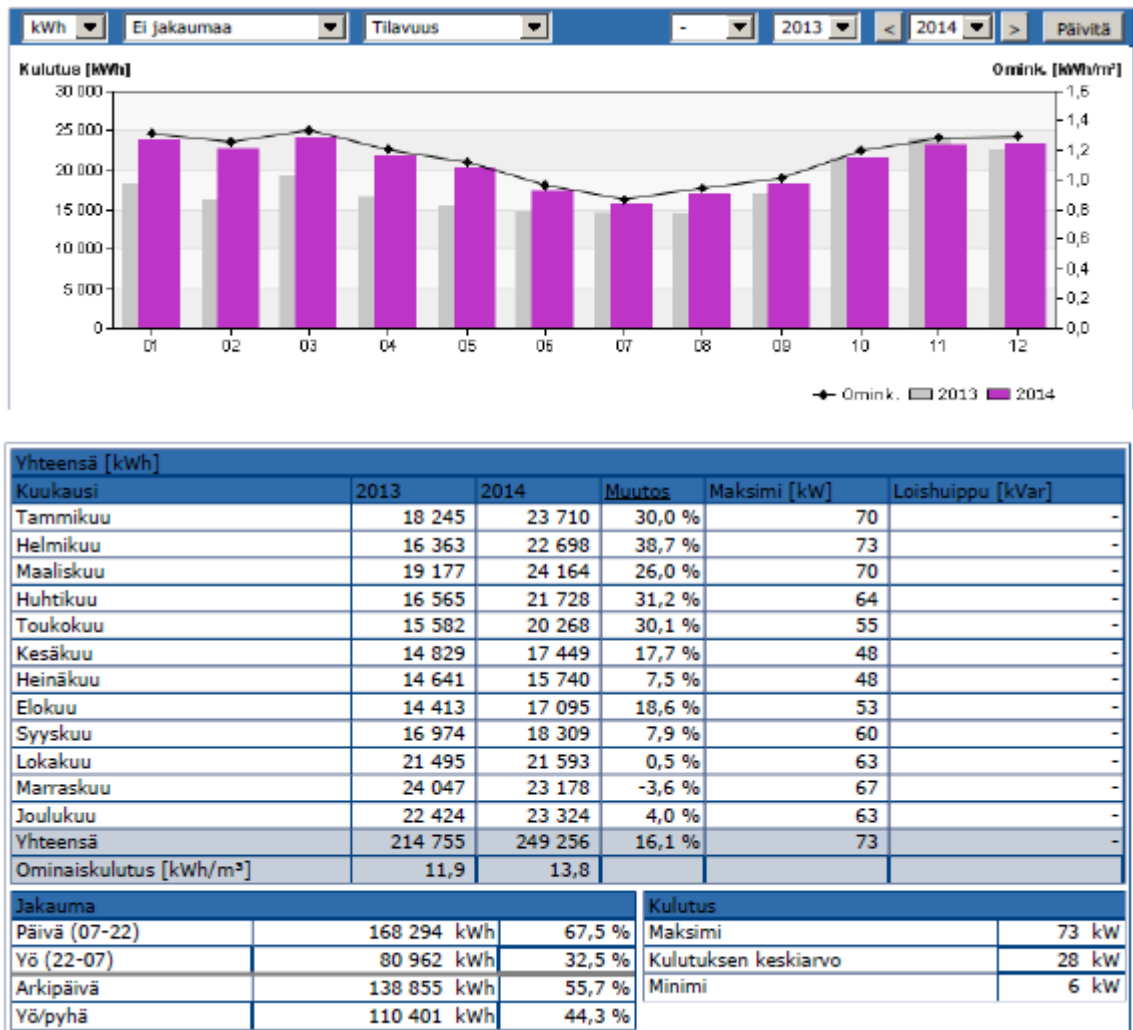 kWh Ei jakaumaa Tilavuus - 2013 < 2014 > Päivitä
Kulutus [kWh] Omink. [kWh/m³]
30 000 1,6
25 000 1,4
20 000 1,2
15 000 1,0
10 000 0,8
5 000 0,6
0 0,4
0,2
0,0
01 02 03 04 05 06 07 08 09 10 11 12
Omink. 2013 2014
Yhteensä [kWh]
Kuukausi 2013 2014 Muutos Maksimi [kW] Loishuippu [kVar]
Tammikuu 18 245 23 710 30,0 % 70 -
Helmikuu 16 363 22 698 38,7 % 73 -
Maaliskuu 19 177 24 164 26,0 % 70 -
Huhtikuu 16 565 21 728 31,2 % 64 -
Toukokuu 15 582 20 268 30,1 % 55 -
Kesäkuu 14 829 17 449 17,7 % 48 -
Heinäkuu 14 641 15 740 7,5 % 48 -
Elokuu 14 413 17 095 18,6 % 53 -
Syyskuu 16 974 18 309 7,9 % 60 -
Lokakuu 21 495 21 593 0,5 % 63 -
Marraskuu 24 047 23 178 -3,6 % 67 -
Joulukuu 22 424 23 324 4,0 % 63 -
Yhteensä 214 755 249 256 16,1 % 73 -
Ominaiskulutus [kWh/m³] 11,9 13,8
Jakauma Kulutus
Päivä (07-22) 168 294 kWh 67,5 % Maksimi 73 kW
Yö (22-07) 80 962 kWh 32,5 % Kulutuksen keskiarvo 28 kW
Arkipäivä 138 855 kWh 55,7 % Minimi 6 kW
Yö/pyhä 110 401 kWh 44,3 %